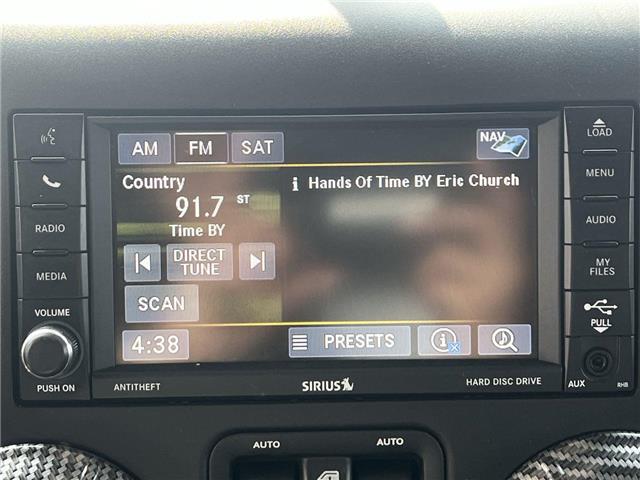 AM FM SAT NAV
Country
91.7 ST
Time BY
DIRECT
TUNE
SCAN
4:38
i Hands Of Time BY Eric Church
PRESETS
i
RADIO
MEDIA
VOLUME
PUSH ON
LOAD
MENU
AUDIO
MY
FILES
PULL
AUX RHB
ANTITHEFT SIRIUS HARD DISC DRIVE
AUTO AUTO